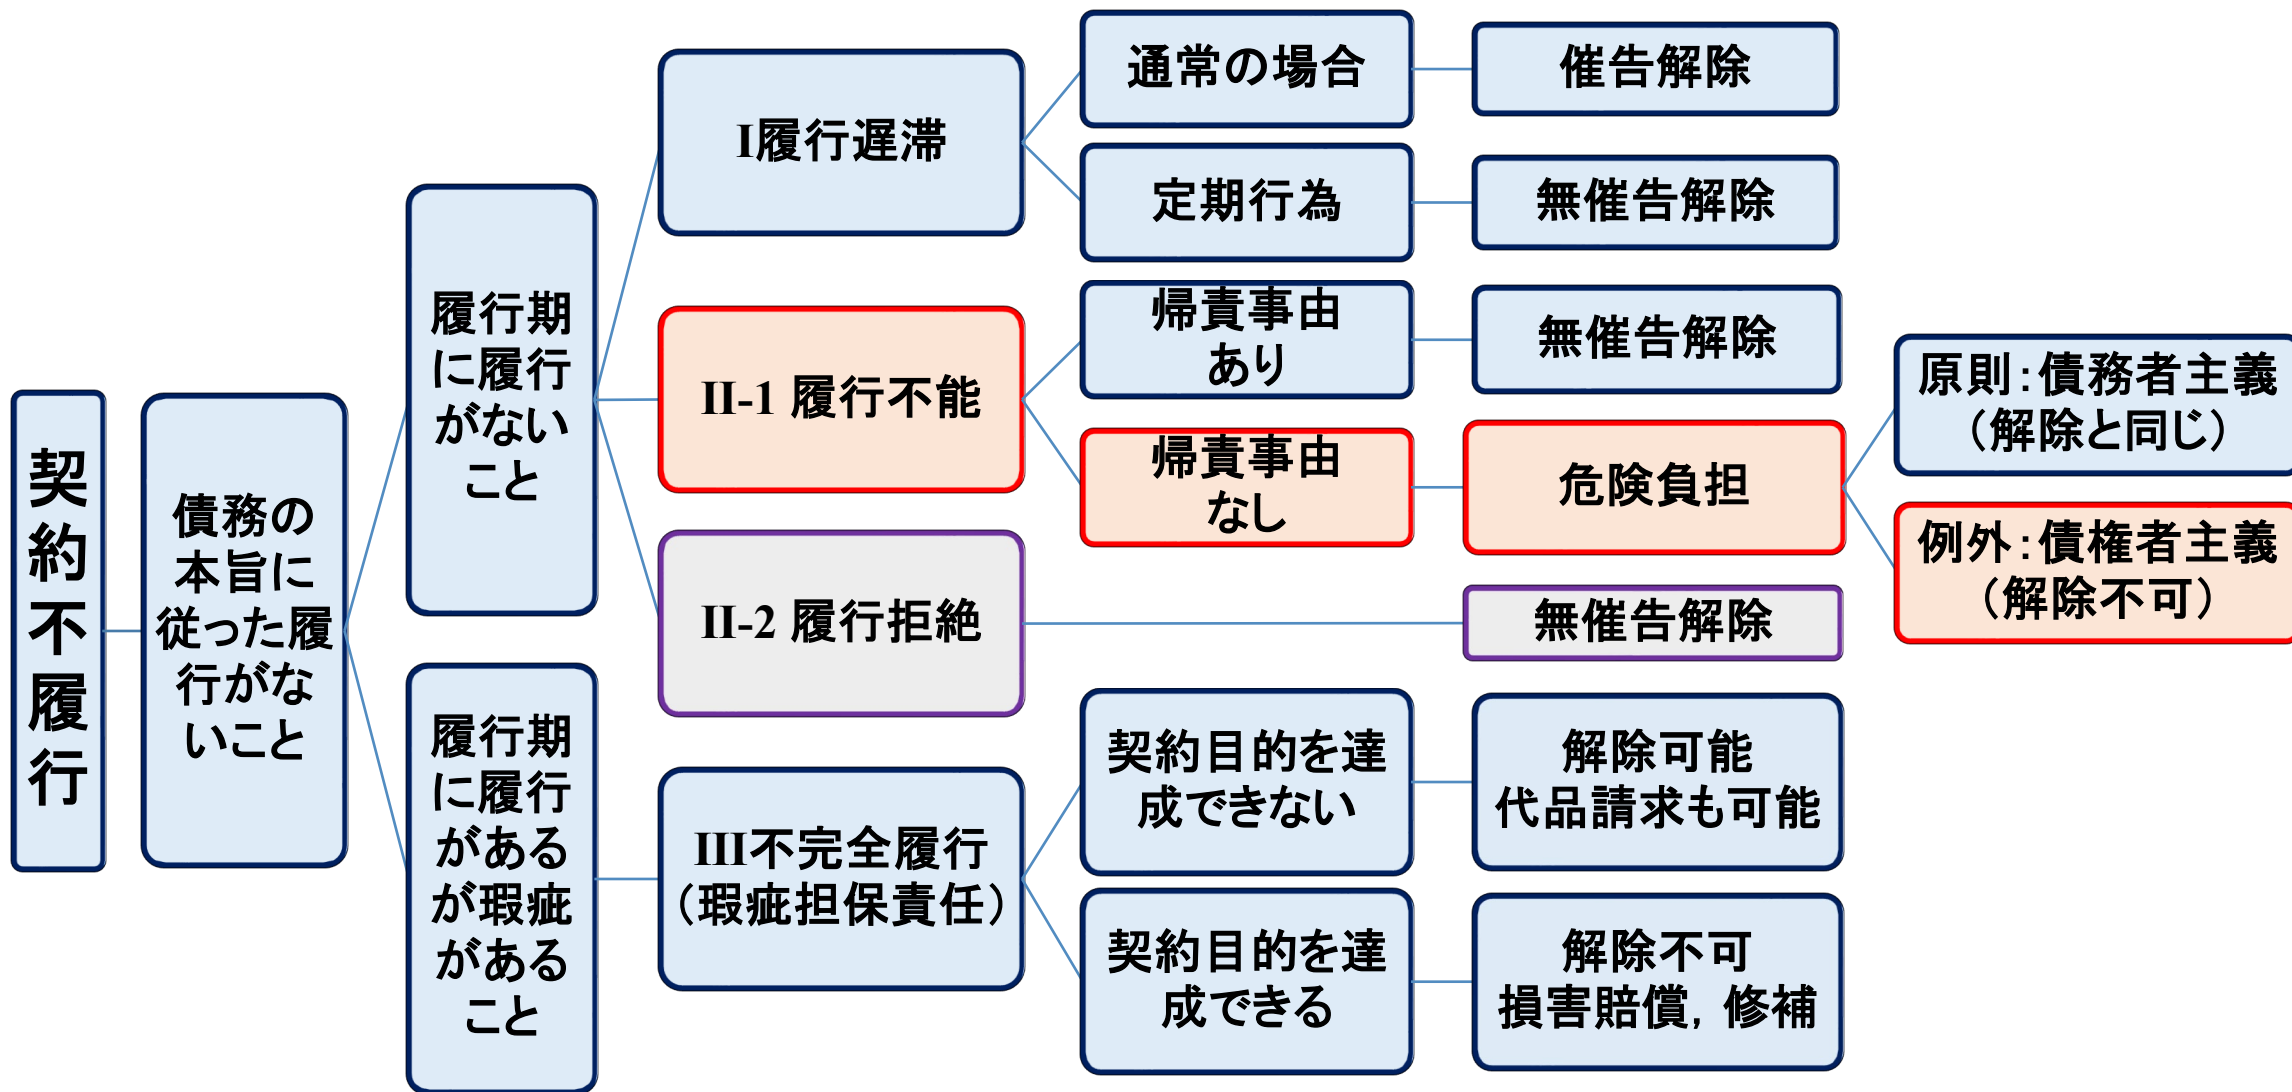 契約不履行
債務の
本旨に
従った履
行がな
いこと
履行期
に履行
がない
こと
I履行遅滞
通常の場合
催告解除
定期行為
無催告解除
II-1 履行不能
帰責事由
あり
無催告解除
帰責事由
なし
危険負担
原則：債務者主義
（解除と同じ）
例外：債権者主義
（解除不可）
II-2 履行拒絶
無催告解除
履行期
に履行
がある
が瑕疵
がある
こと
III不完全履行
（瑕疵担保責任）
契約目的を達
成できない
解除可能
代品請求も可能
契約目的を達
成できる
解除不可
損害賠償，修補